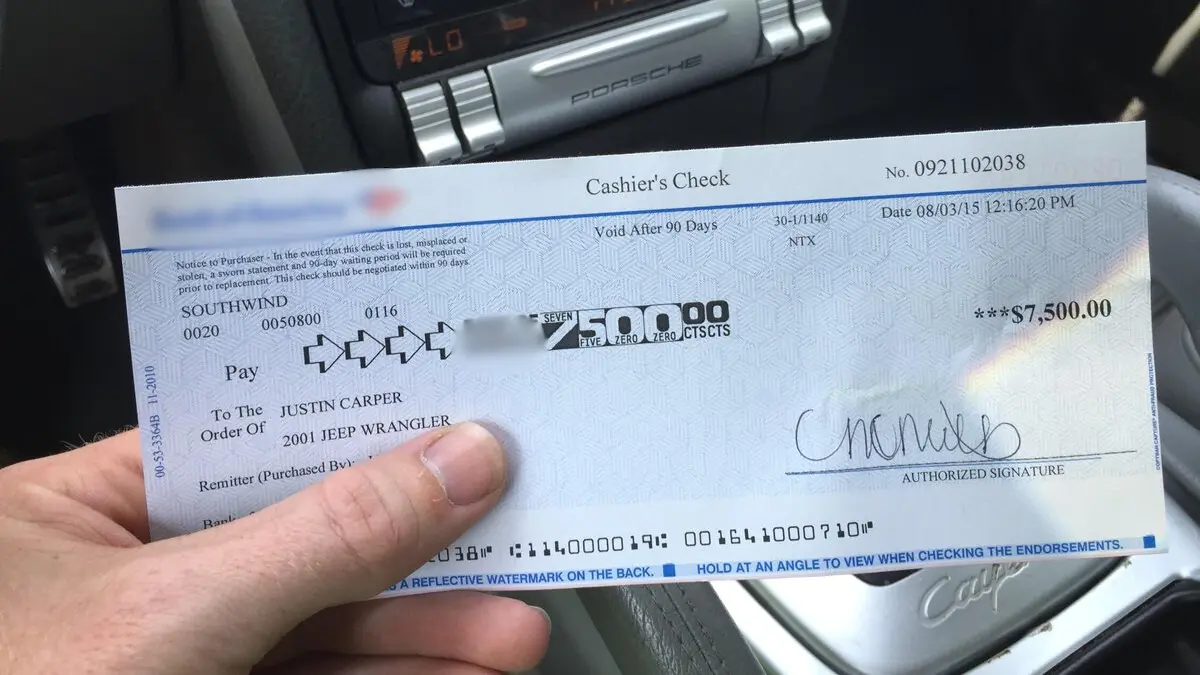 LO
PORSCHE
Cashier's Check
No. 0921102038
Void After 90 Days
30-1/1140
NTX
Date 08/03/15 12:16:20 PM
Notice to Purchaser - In the event that this check is lost, misplaced or
stolen, a sworn statement and 90-day waiting period will be required
prior to replacement. This check should be negotiated within 90 days.
SOUTHWIND
0020 0050800 0116
Pay
SEVEN FIVE ZERO ZERO
7500 00 CTSCTS
***$7,500.00
To The
Order Of
JUSTIN CARPER
2001 JEEP WRANGLER
Remitter (Purchased By):
AUTHORIZED SIGNATURE
00-53-3364B 11-2010
038⑈ ⑆114000019⑆ 001641000710⑈
A REFLECTIVE WATERMARK ON THE BACK. HOLD AT AN ANGLE TO VIEW WHEN CHECKING THE ENDORSEMENTS.